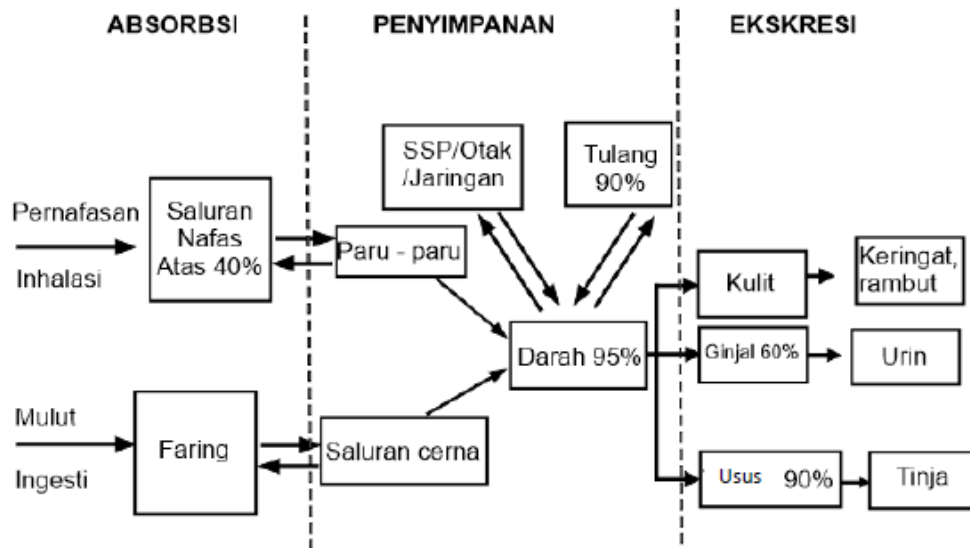 ABSORBSI
PENYIMPANAN
EKSKRESI
SSP/Otak
/Jaringan
Tulang
90%
Pernafasan
Inhalasi
Saluran
Nafas
Atas 40%
Paru - paru
Kulit
Keringat,
rambut
Darah 95%
Ginjal 60%
Urin
Mulut
Ingesti
Faring
Saluran cerna
Usus 90%
Tinja